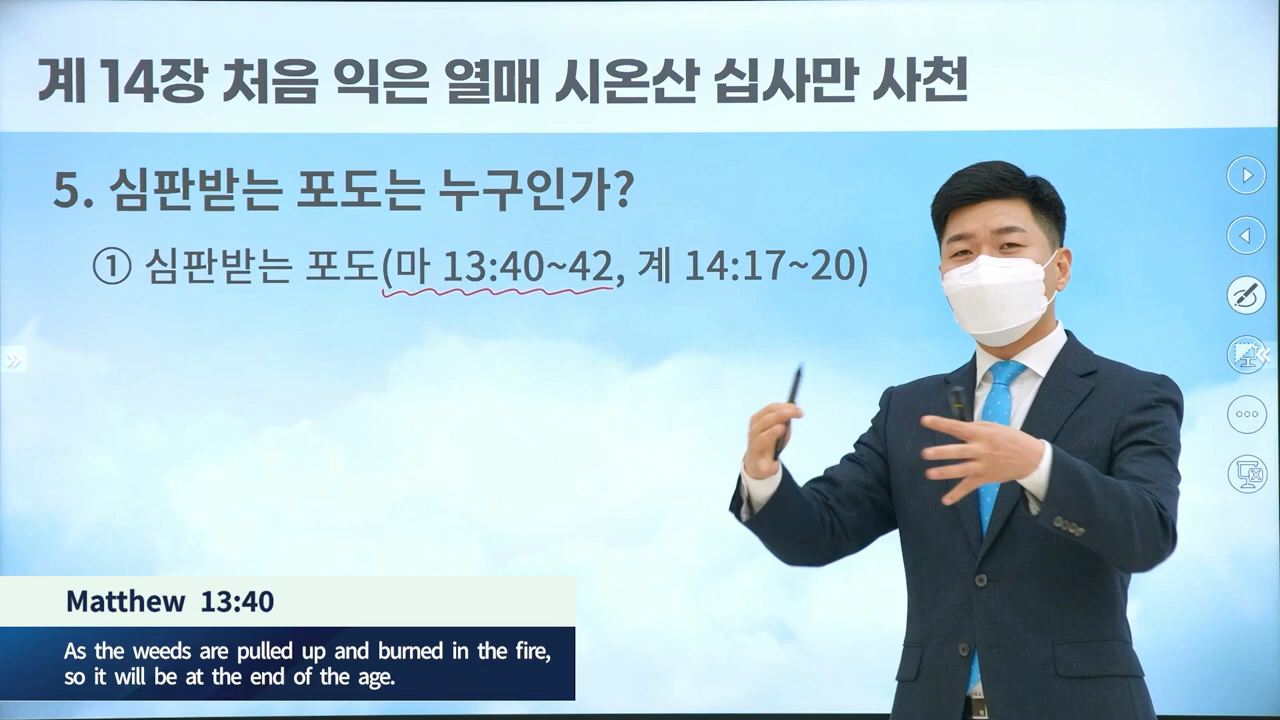 계 14장 처음 익은 열매 시온산 십사만 사천
5. 심판받는 포도는 누구인가?
① 심판받는 포도(마 13:40~42, 계 14:17~20)
Matthew 13:40
As the weeds are pulled up and burned in the fire,
so it will be at the end of the age.